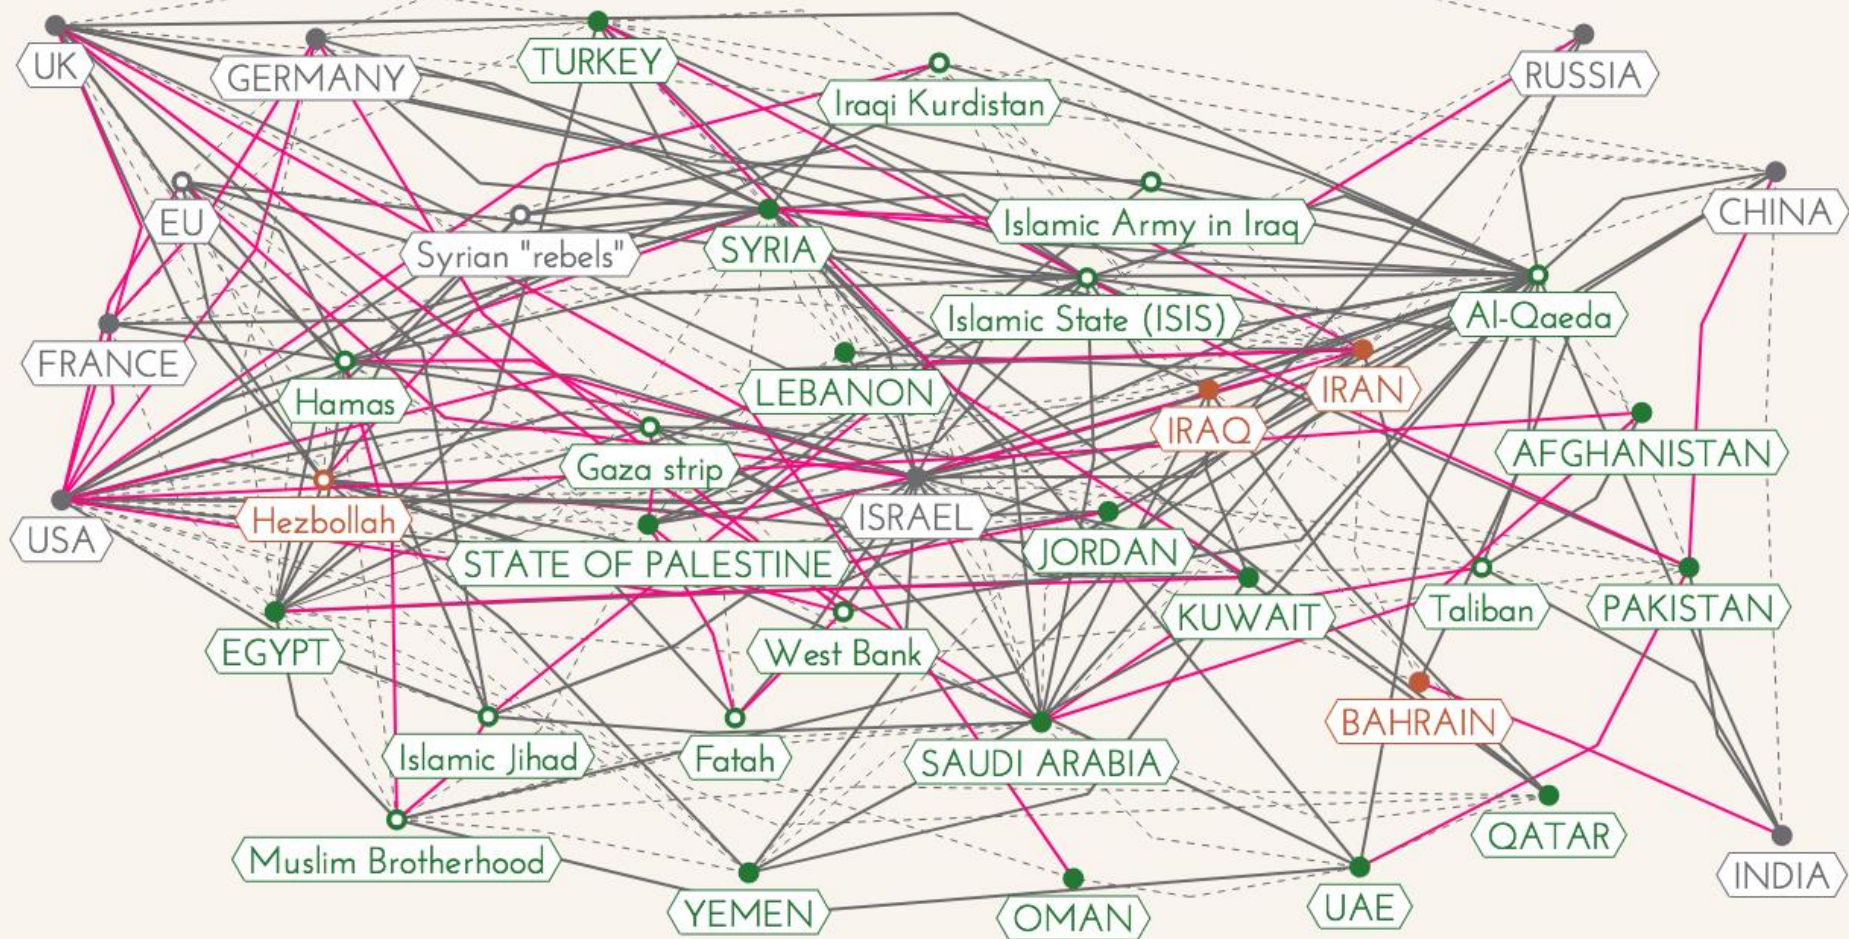 UK
GERMANY
TURKEY
Iraqi Kurdistan
RUSSIA
EU
Syrian "rebels"
SYRIA
Islamic Army in Iraq
CHINA
FRANCE
Hamas
LEBANON
Islamic State (ISIS)
Al-Qaeda
IRAN
IRAQ
Gaza strip
AFGHANISTAN
USA
Hezbollah
ISRAEL
STATE OF PALESTINE
JORDAN
KUWAIT
Taliban
PAKISTAN
EGYPT
West Bank
BAHRAIN
Islamic Jihad
Fatah
SAUDI ARABIA
QATAR
Muslim Brotherhood
YEMEN
OMAN
UAE
INDIA